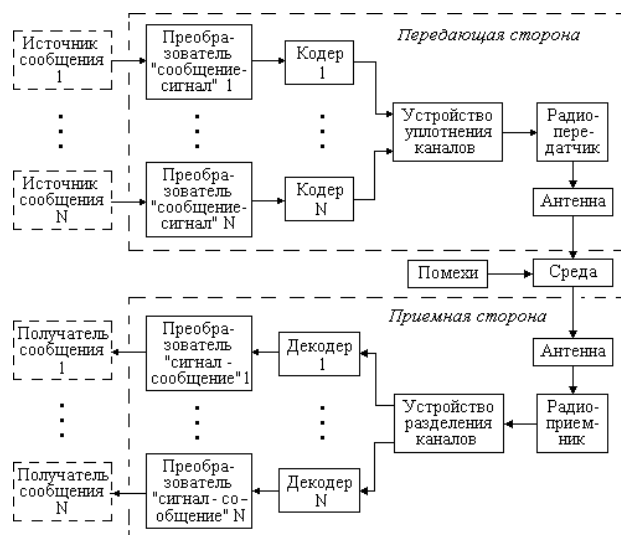 Передающая сторона
Источник
сообщения
1
Преобра-
зователь
"сообщение-
сигнал" 1
Кодер
1
Устройство
уплотнения
каналов
Радио-
пере-
датчик
Источник
сообщения
N
Преобра-
зователь
"сообщение-
сигнал" N
Кодер
N
Антенна
Помехи
Среда
Приемная сторона
Получатель
сообщения
1
Преобра-
зователь
"сигнал -
сообщение"1
Декодер
1
Антенна
Устройство
разделения
каналов
Радио-
прием-
ник
Получатель
сообщения
N
Преобра-
зователь
"сигнал - со-
общение" N
Декодер
N